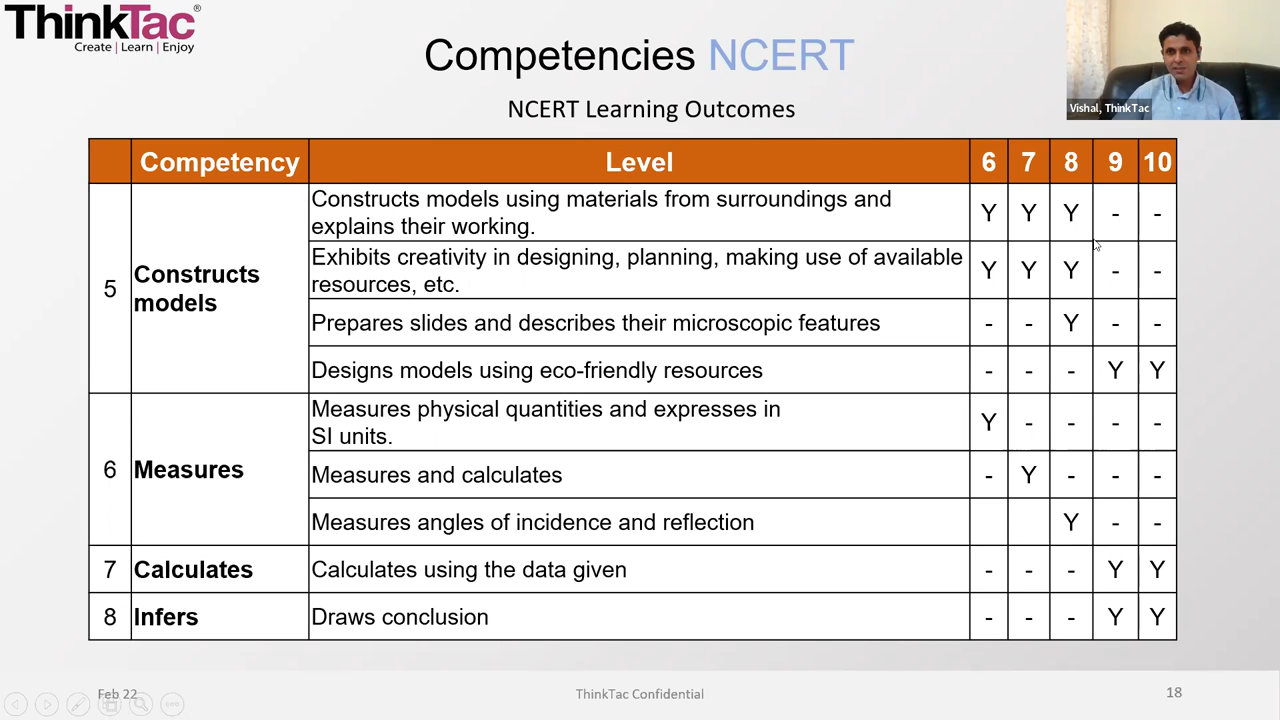 ThinkTac®
Create | Learn | Enjoy
Competencies NCERT
NCERT Learning Outcomes
Vishal, ThinkTac
Competency Level 6 7 8 9 10
5 Constructs models
Constructs models using materials from surroundings and
explains their working. Y Y Y - -
Exhibits creativity in designing, planning, making use of available
resources, etc. Y Y Y - -
Prepares slides and describes their microscopic features - - Y - -
Designs models using eco-friendly resources - - - Y Y
6 Measures
Measures physical quantities and expresses in
SI units. Y - - - -
Measures and calculates - Y - - -
Measures angles of incidence and reflection Y - -
7 Calculates Calculates using the data given - - - Y Y
8 Infers Draws conclusion - - - Y Y
Feb 22 ThinkTac Confidential 18